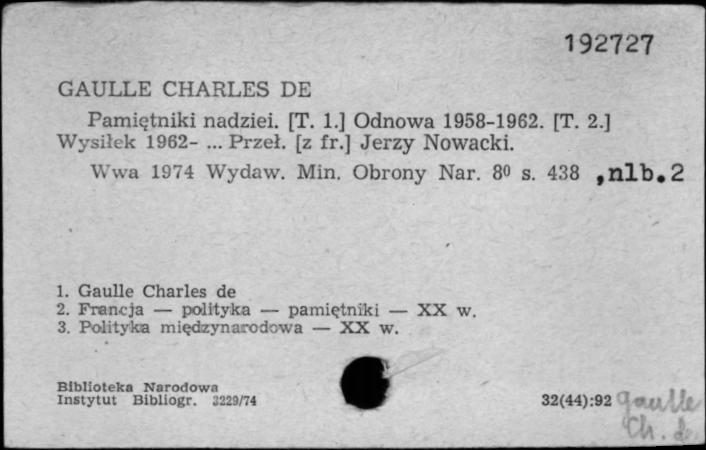 192727
GAULLE CHARLES DE
Pamiętniki nadziei. [T. 1.] Odnowa 1958-1962. [T. 2.]
Wysiłek 1962- ... Przeł. [z fr.] Jerzy Nowacki.
Wwa 1974 Wydaw. Min. Obrony Nar. 8⁰ s. 438 ,nlb.2
1. Gaulle Charles de
2. Francja — polityka — pamiętniki — XX w.
3. Polityka międzynarodowa — XX w.
Biblioteka Narodowa
Instytut Bibliogr. 3229/74
32(44):92 Gaulle
Ch. de